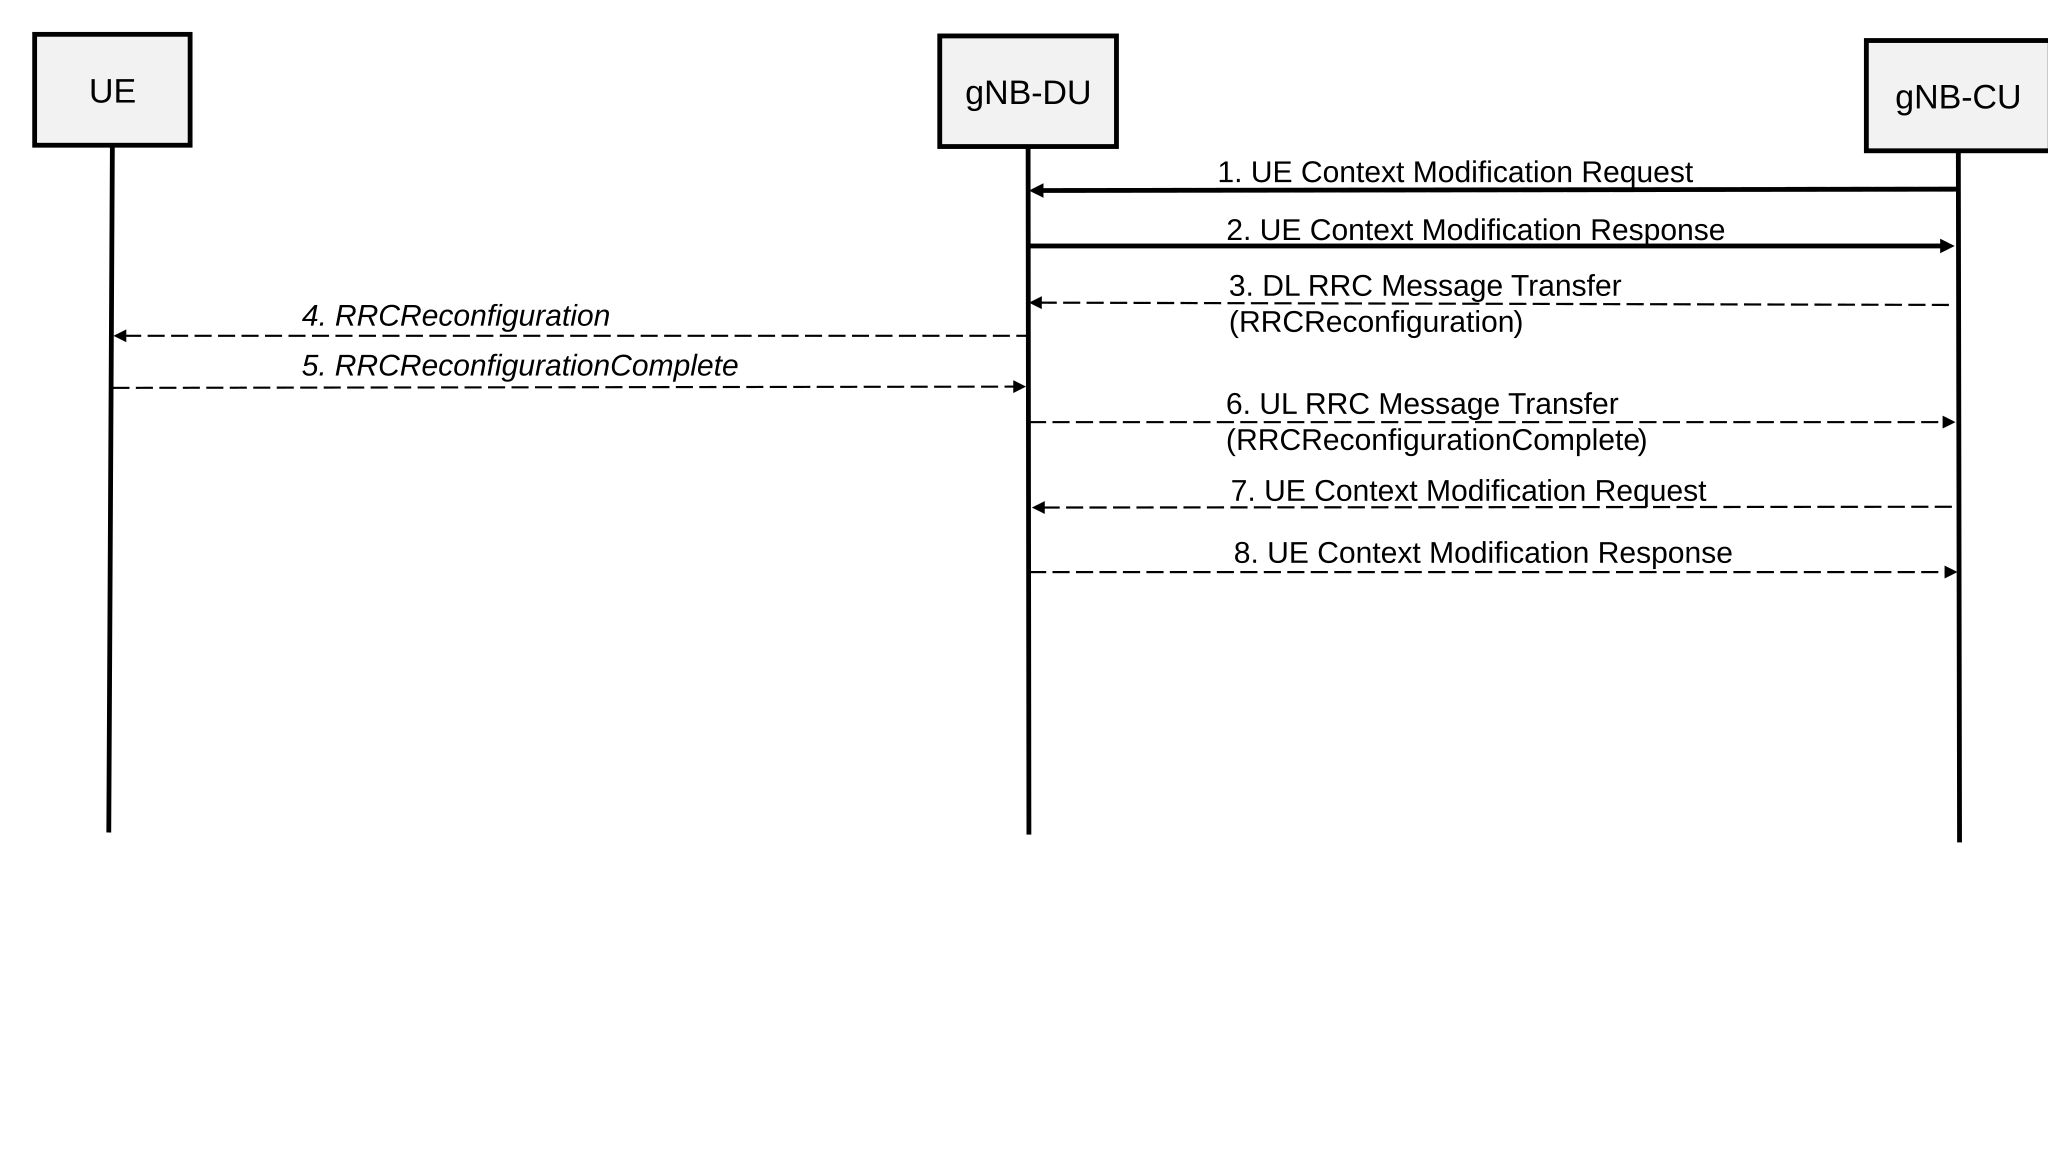 UE
gNB-DU
gNB-CU
1. UE Context Modification Request
2. UE Context Modification Response
3. DL RRC Message Transfer
(RRCReconfiguration)
4. RRCReconfiguration
5. RRCReconfigurationComplete
6. UL RRC Message Transfer
(RRCReconfigurationComplete)
7. UE Context Modification Request
8. UE Context Modification Response